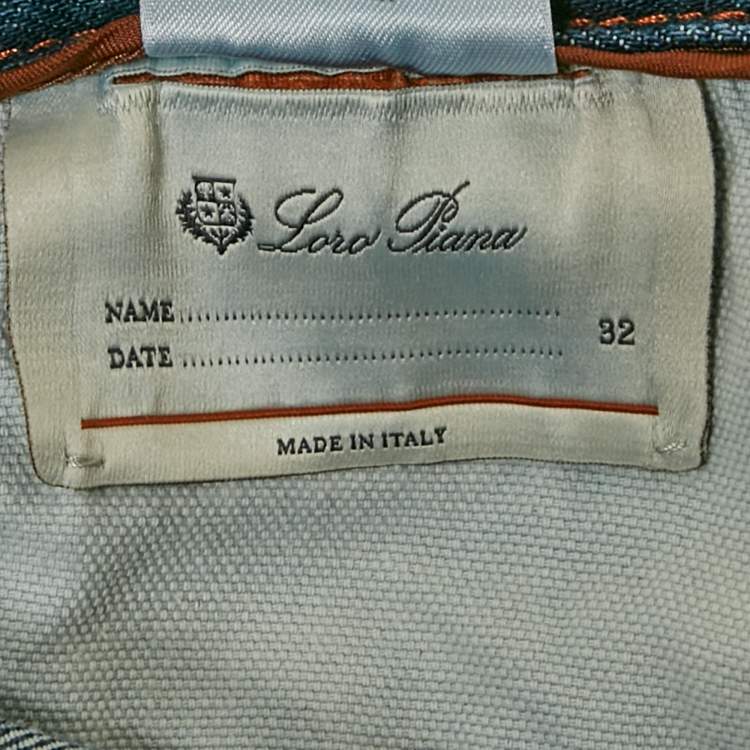 Loro Piana
NAME ............................................
DATE ............................................
32
MADE IN ITALY